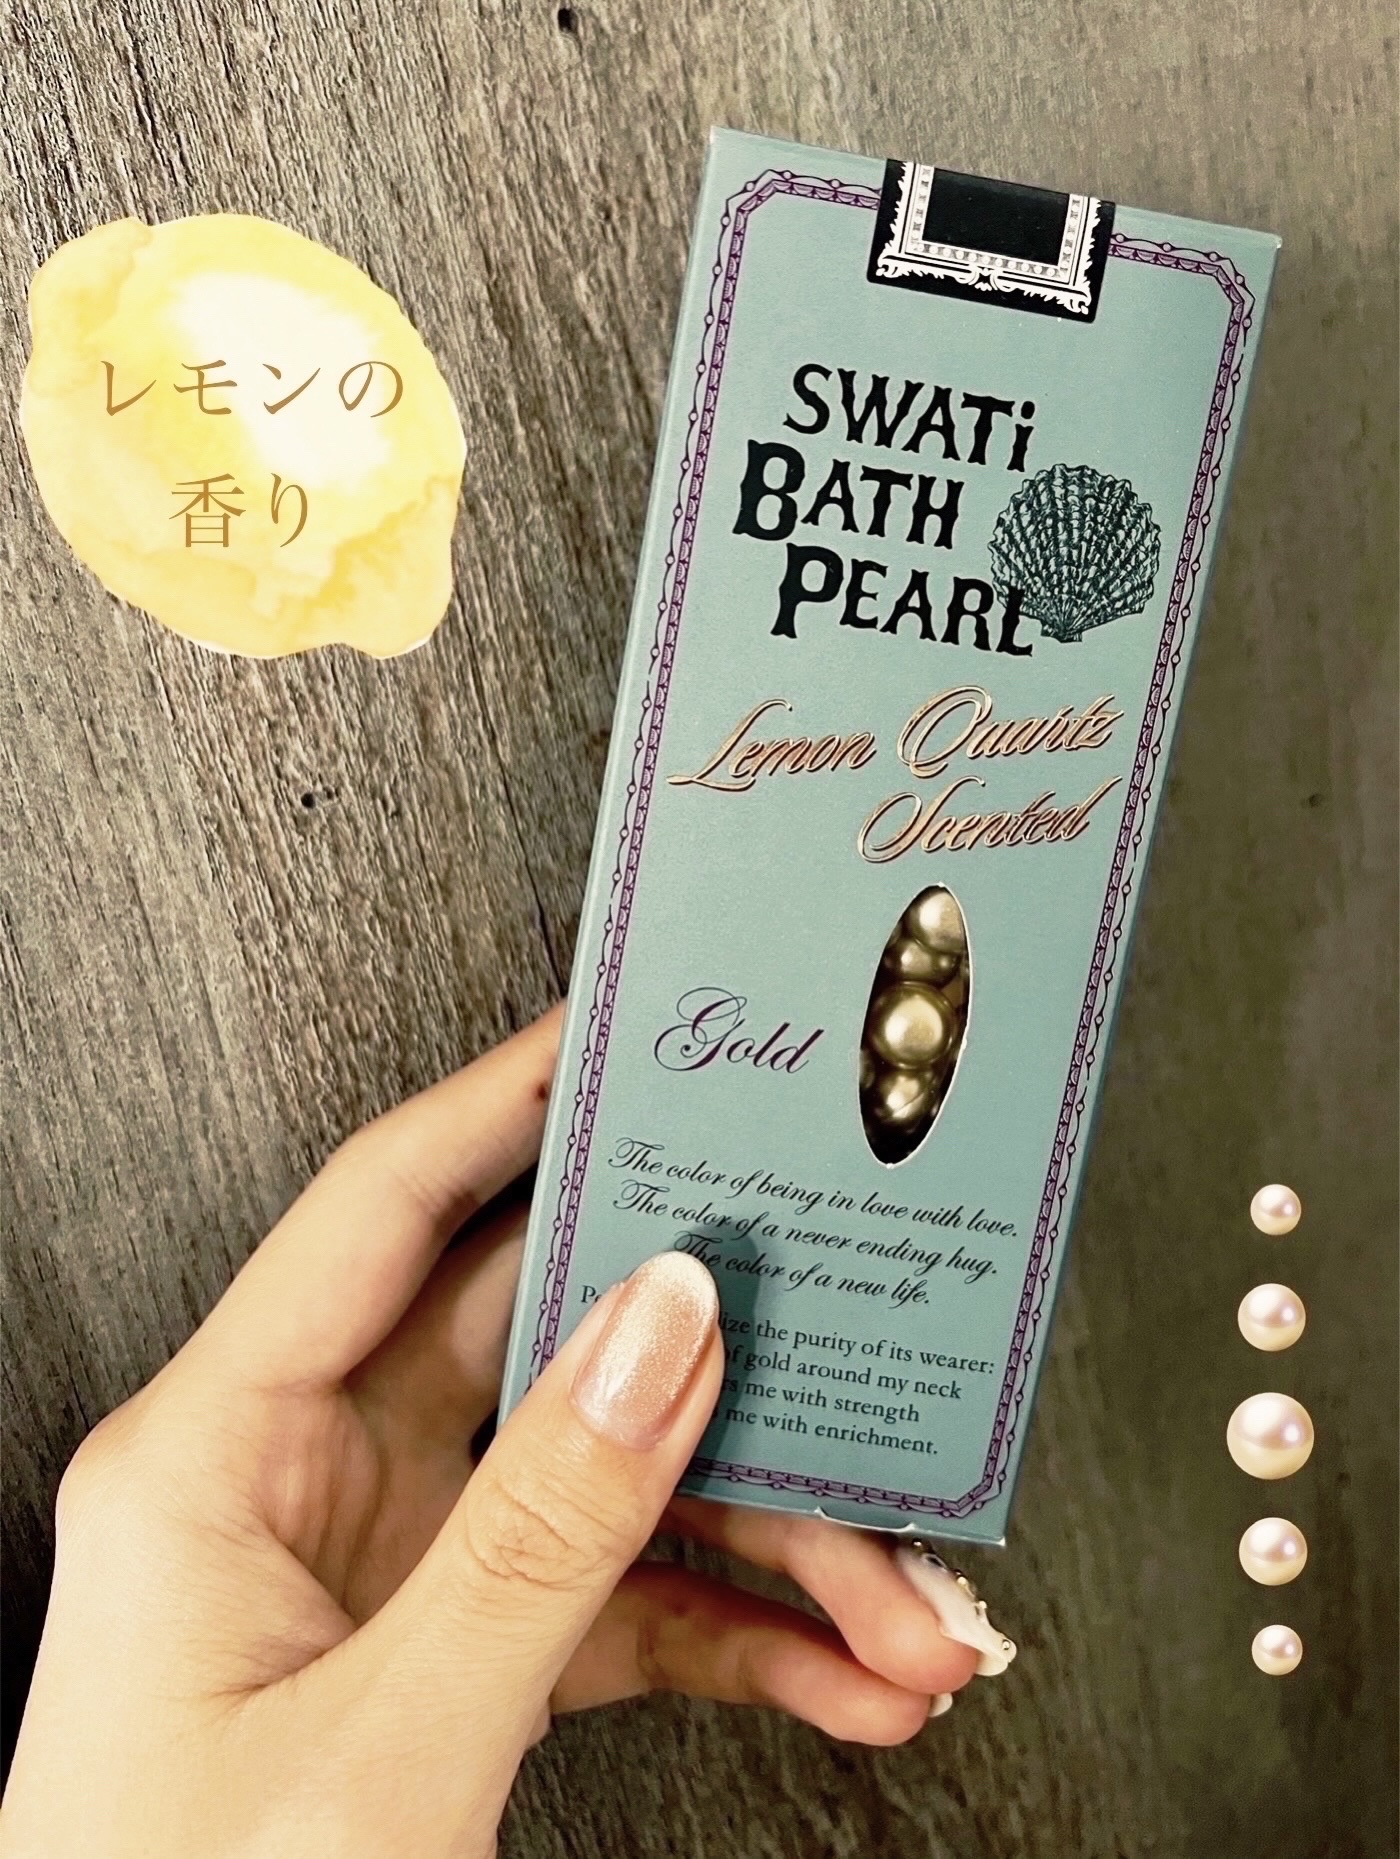 レモンの
香り
SWATi
BATH
PEARL
Lemon Quartz
Scented
Gold
The color of being in love with love.
The color of a never ending hug.
The color of a new life.
the purity of its wearer:
of gold around my neck
me with strength
me with enrichment.